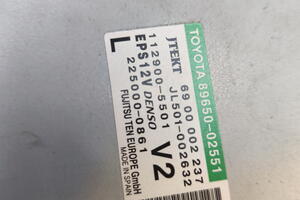 TOYOTA 89650-02551
JTEKT 69 00 002 237
JL501-002632
112900-5501
EPS12V DENSO V2
225000-0861
L FUJITSU TEN EUROPE GmbH
MADE IN SPAIN